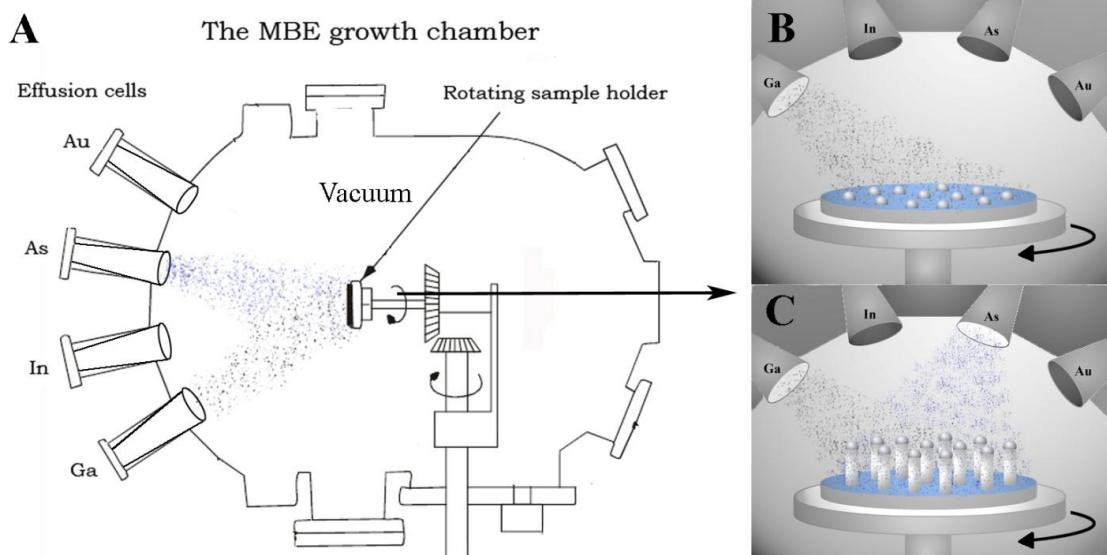 A
The MBE growth chamber
Effusion cells
Rotating sample holder
Au
Vacuum
As
In
Ga
B
In
As
Ga
Au
C
In
As
Ga
Au